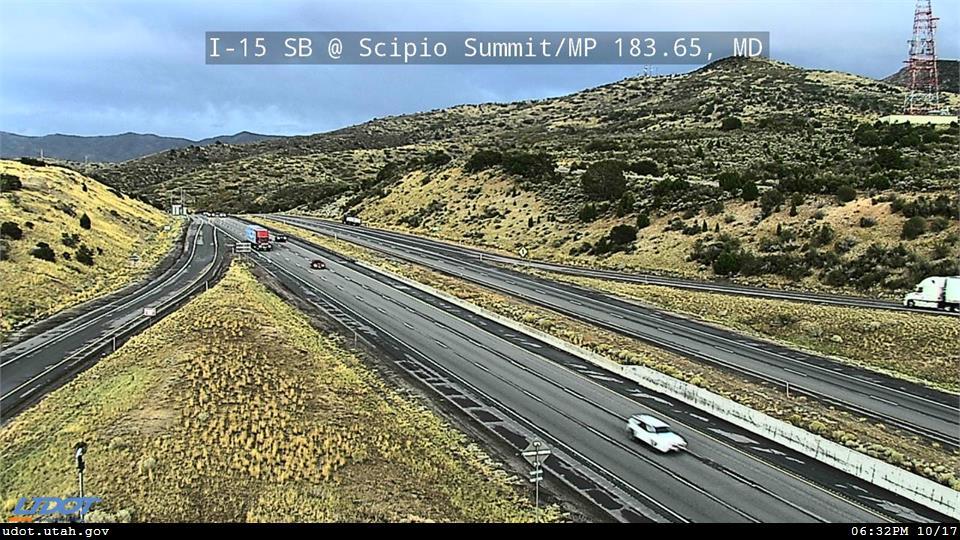 I-15 SB @ Scipio Summit/MP 183.65, MD
UDOT
udot.utah.gov 06:32PM 10/17